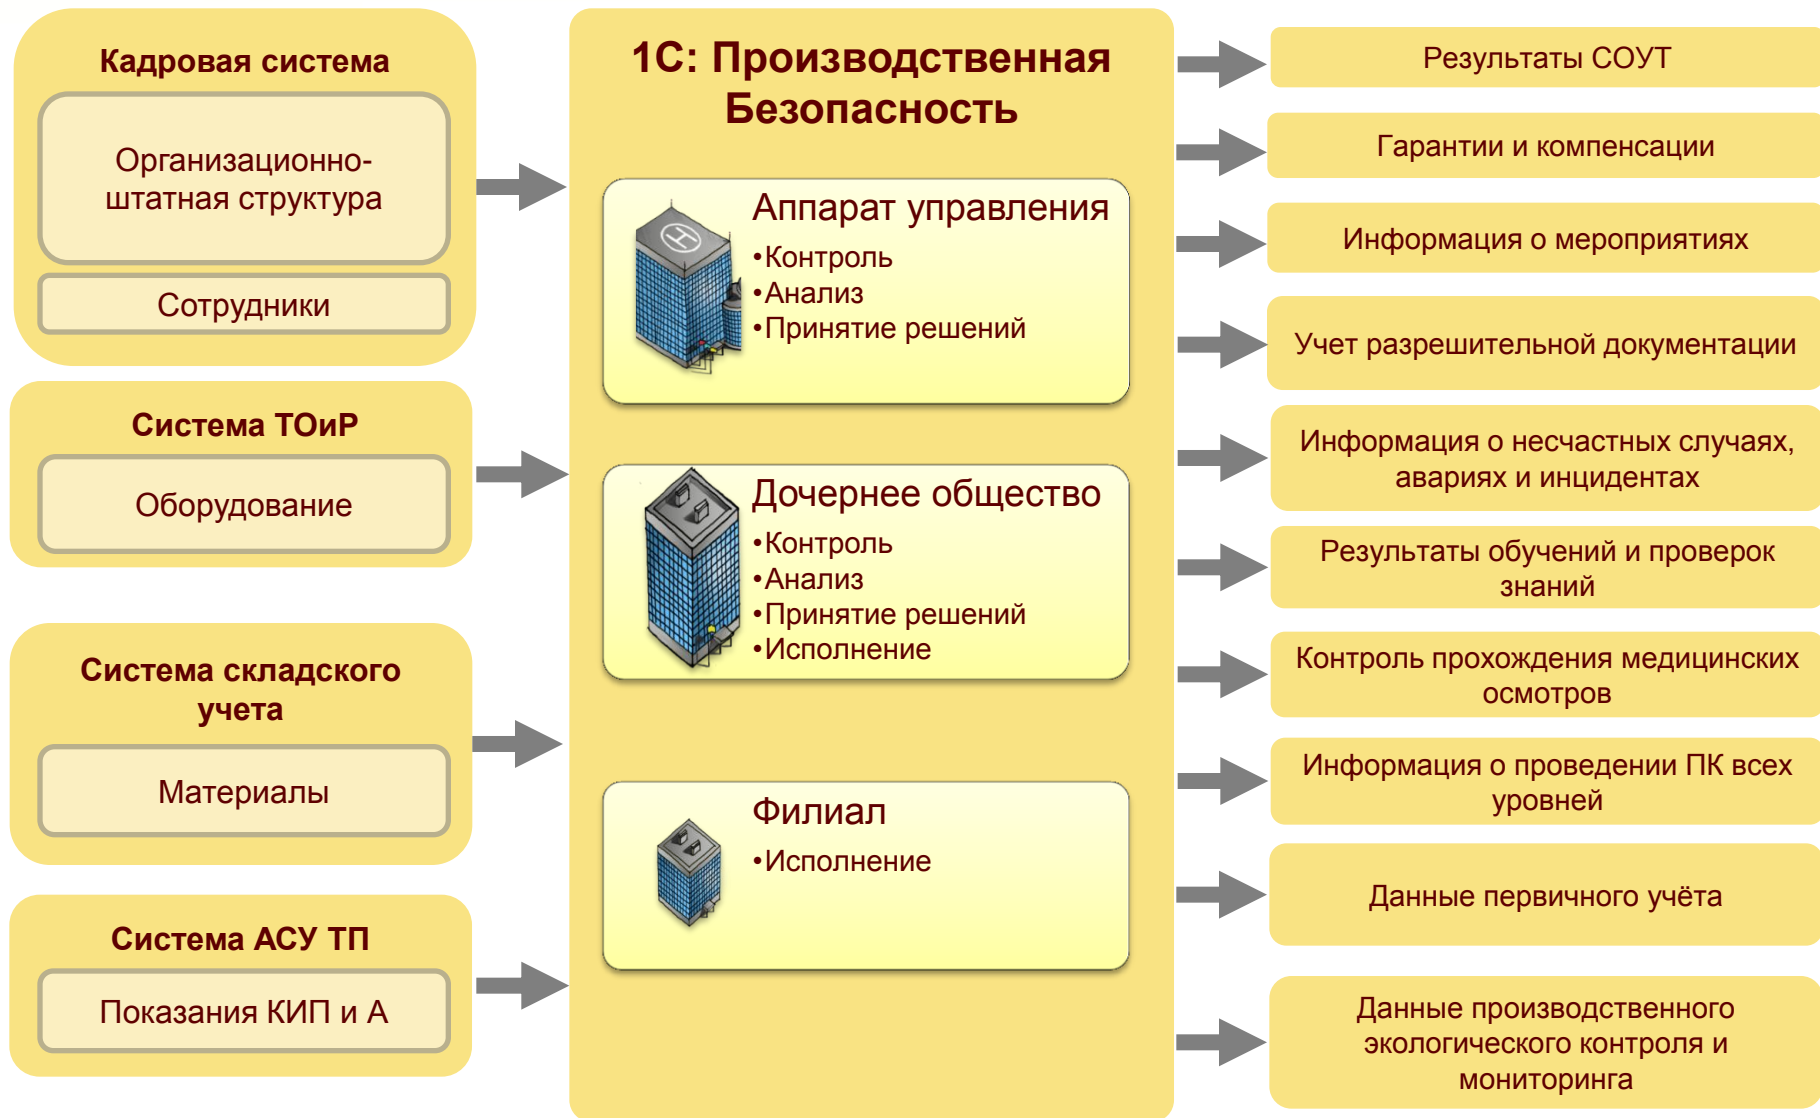 Кадровая система
Организационно-
штатная структура
Сотрудники
Система ТОиР
Оборудование
Система складского
учета
Материалы
Система АСУ ТП
Показания КИП и А
1С: Производственная
Безопасность
Аппарат управления
•Контроль
•Анализ
•Принятие решений
Дочернее общество
•Контроль
•Анализ
•Принятие решений
•Исполнение
Филиал
•Исполнение
Результаты СОУТ
Гарантии и компенсации
Информация о мероприятиях
Учет разрешительной документации
Информация о несчастных случаях,
авариях и инцидентах
Результаты обучений и проверок
знаний
Контроль прохождения медицинских
осмотров
Информация о проведении ПК всех
уровней
Данные первичного учёта
Данные производственного
экологического контроля и
мониторинга